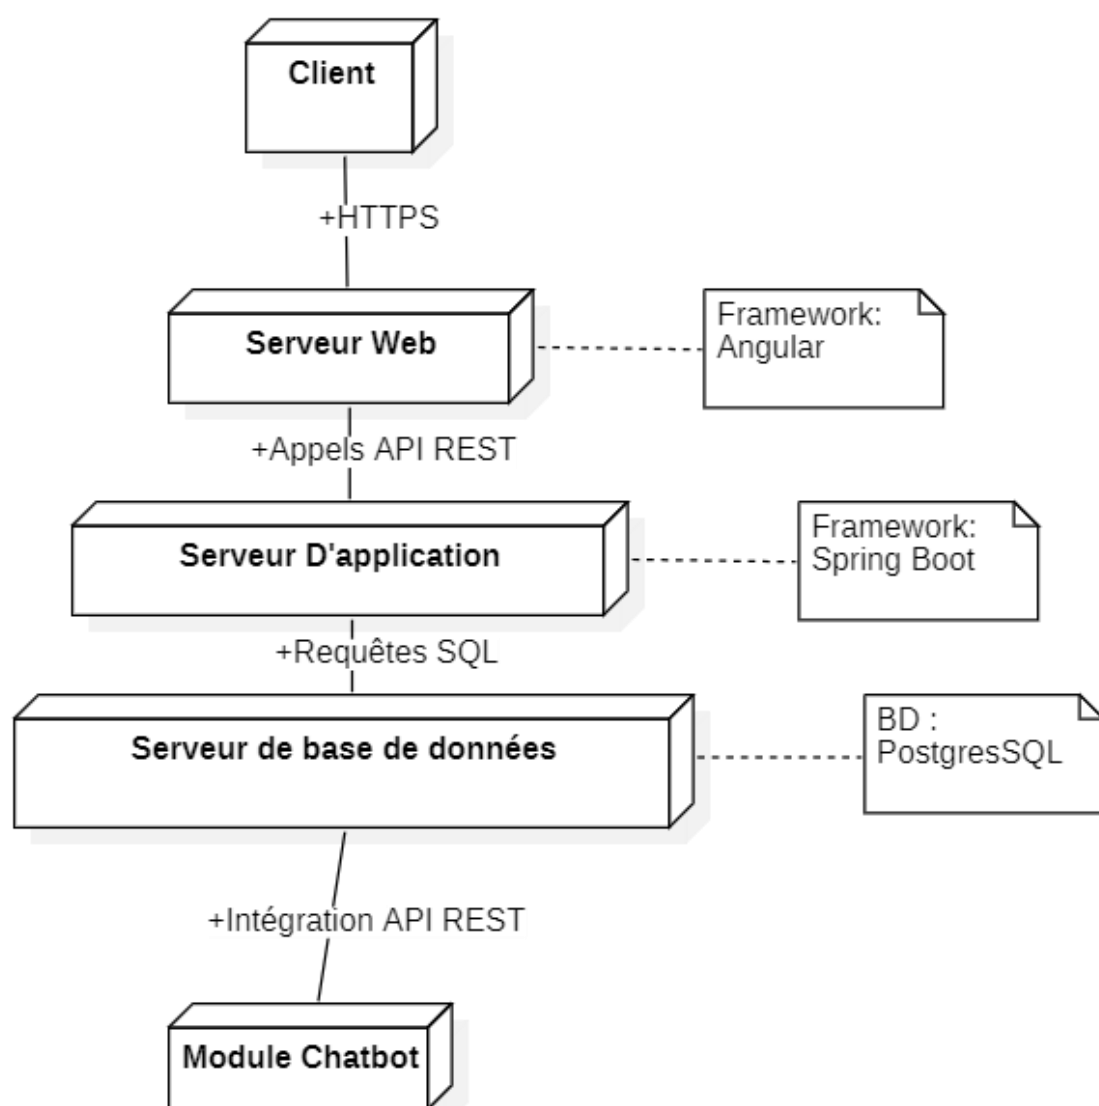 Client
+HTTPS
Serveur Web
Framework:
Angular
+Appels API REST
Serveur D'application
Framework:
Spring Boot
+Requêtes SQL
Serveur de base de données
BD :
PostgresSQL
+Intégration API REST
Module Chatbot